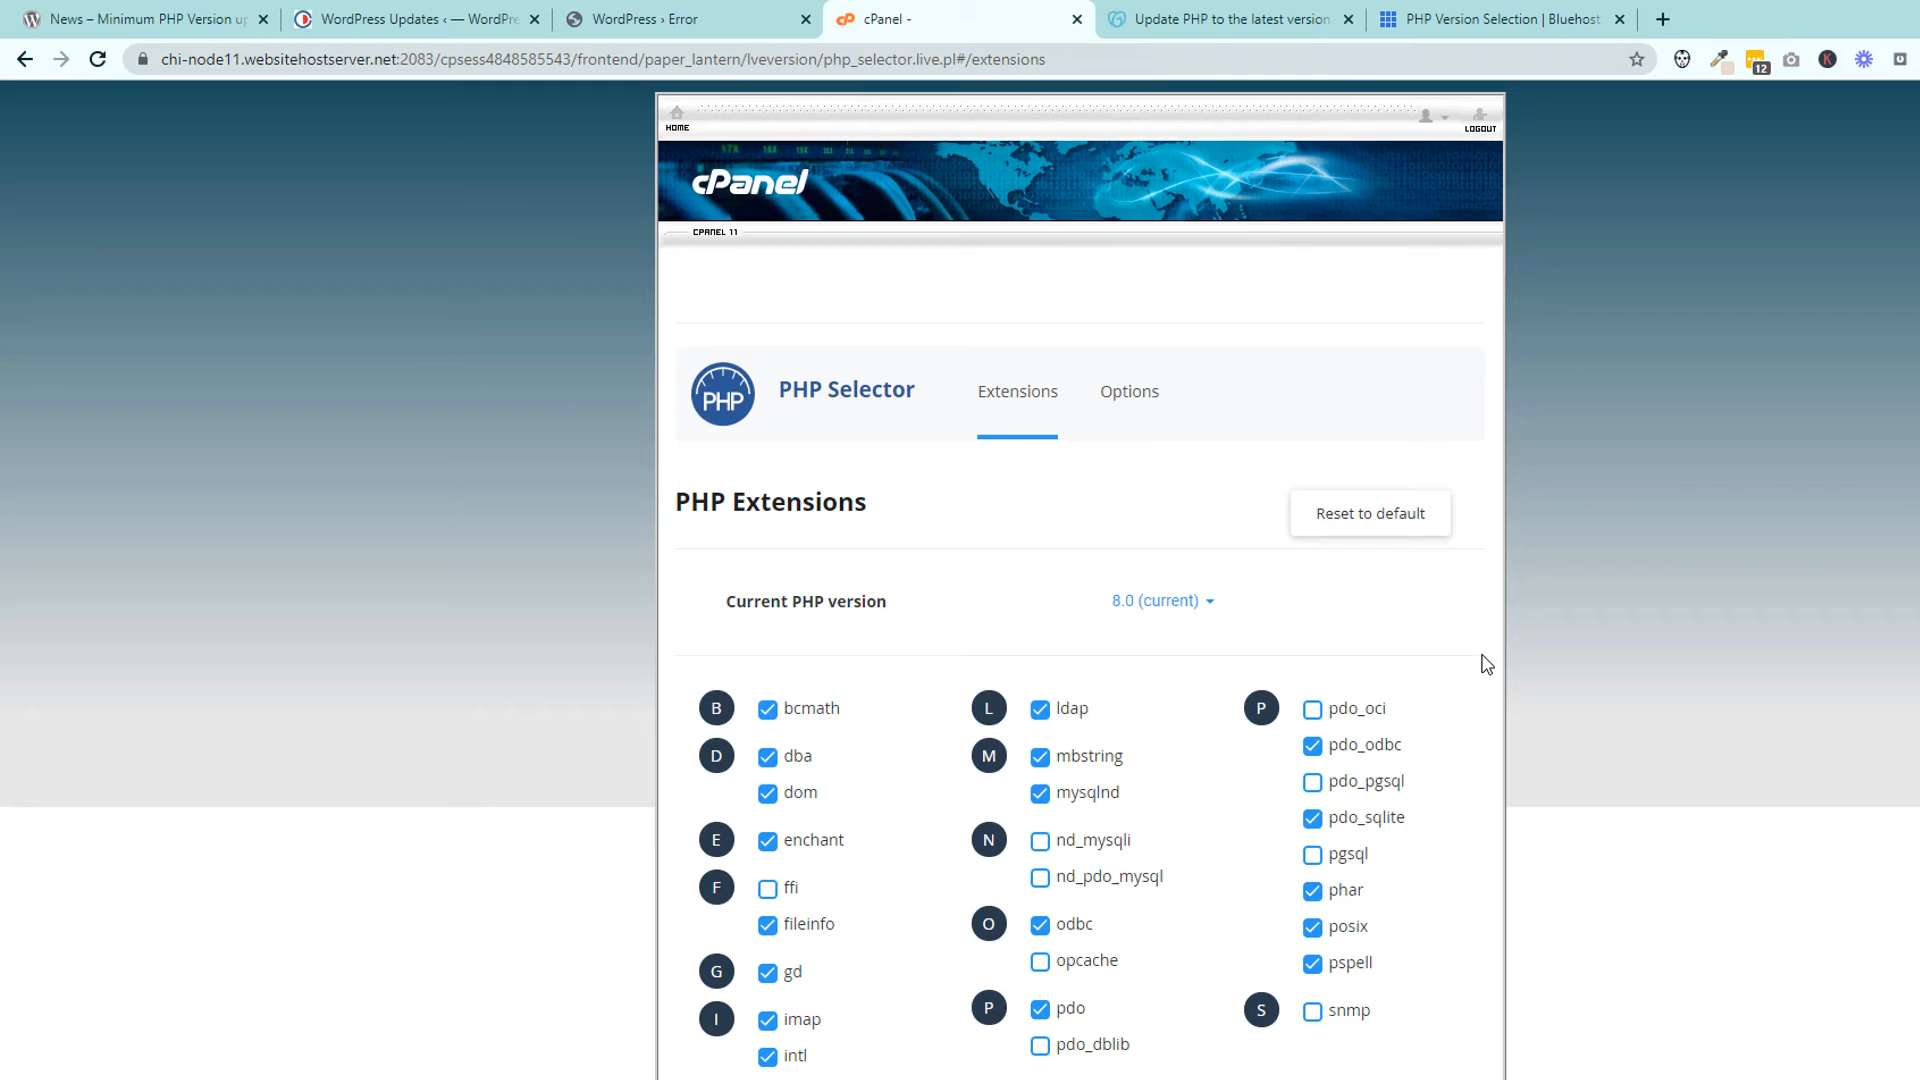 News – Minimum PHP Version up
WordPress Updates ‹ — WordPre
WordPress › Error
cPanel -
Update PHP to the latest version
PHP Version Selection | Bluehost
chi-node11.websitehostserver.net:2083/cpsess4848585543/frontend/paper_lantern/lveversion/php_selector.live.pl#/extensions
12
K
HOME
LOGOUT
cPanel
CPANEL 11
PHP
PHP Selector
Extensions
Options
PHP Extensions
Reset to default
Current PHP version
8.0 (current)
B
bcmath
D
dba
dom
E
enchant
F
ffi
fileinfo
G
gd
I
imap
intl
L
ldap
M
mbstring
mysqlnd
N
nd_mysqli
nd_pdo_mysql
O
odbc
opcache
P
pdo
pdo_dblib
P
pdo_oci
pdo_odbc
pdo_pgsql
pdo_sqlite
pgsql
phar
posix
pspell
S
snmp